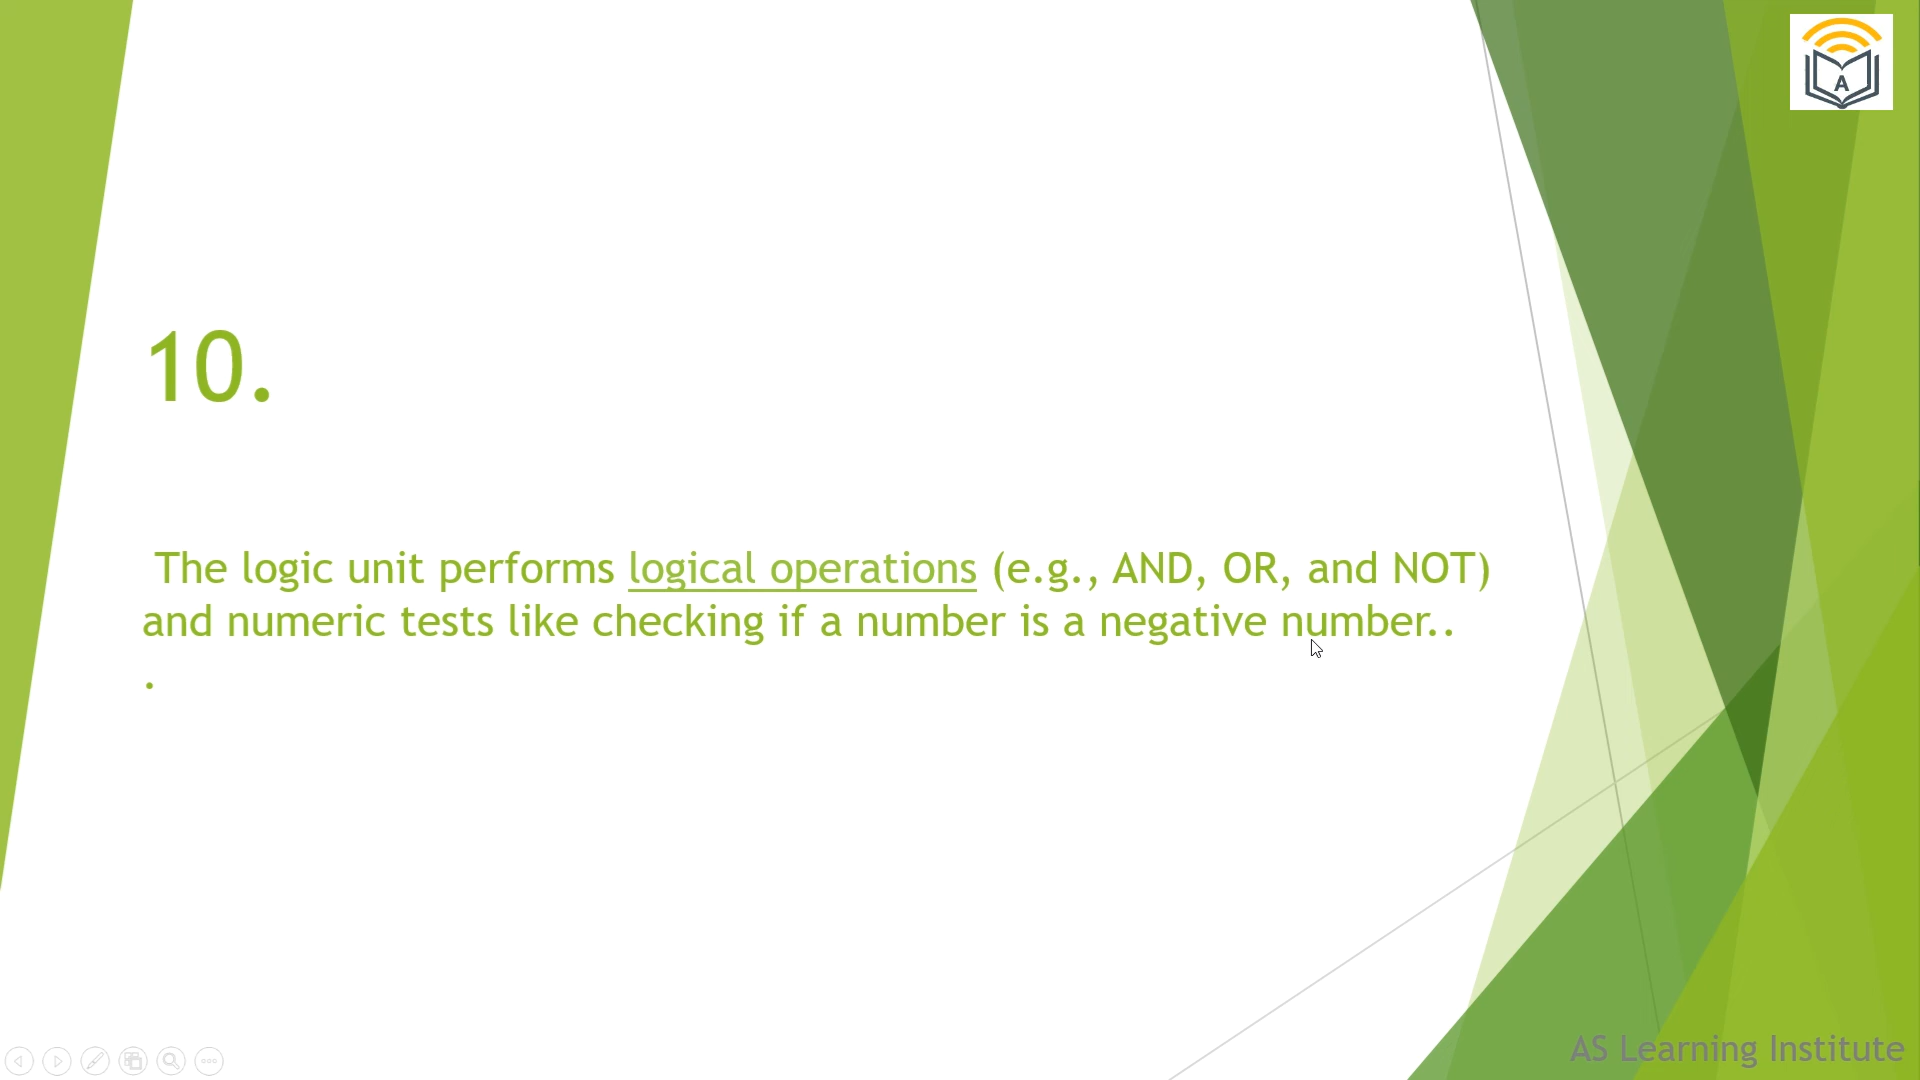 A
10.
The logic unit performs logical operations (e.g., AND, OR, and NOT)
and numeric tests like checking if a number is a negative number..
.
AS Learning Institute